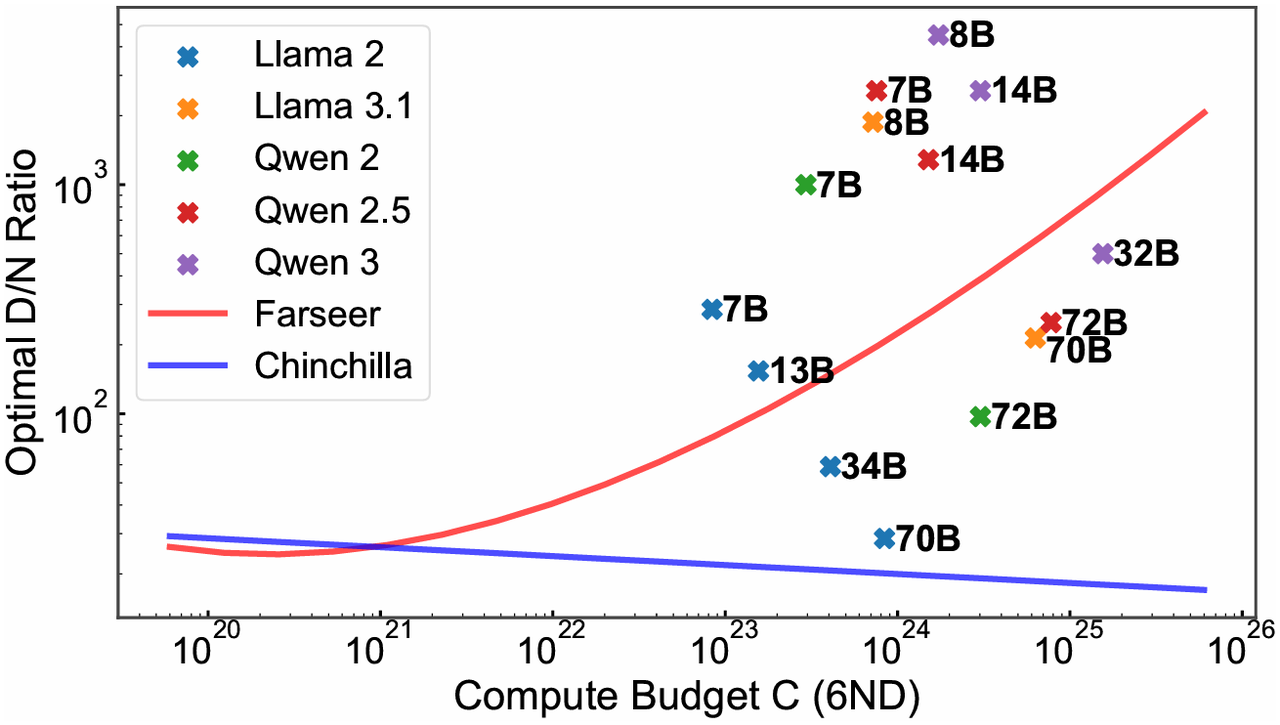 Optimal D/N Ratio
10^3
10^2
Llama 2
Llama 3.1
Qwen 2
Qwen 2.5
Qwen 3
Farseer
Chinchilla
8B
7B
14B
8B
14B
7B
32B
7B
72B
70B
13B
72B
34B
70B
10^20 10^21 10^22 10^23 10^24 10^25 10^26
Compute Budget C (6ND)